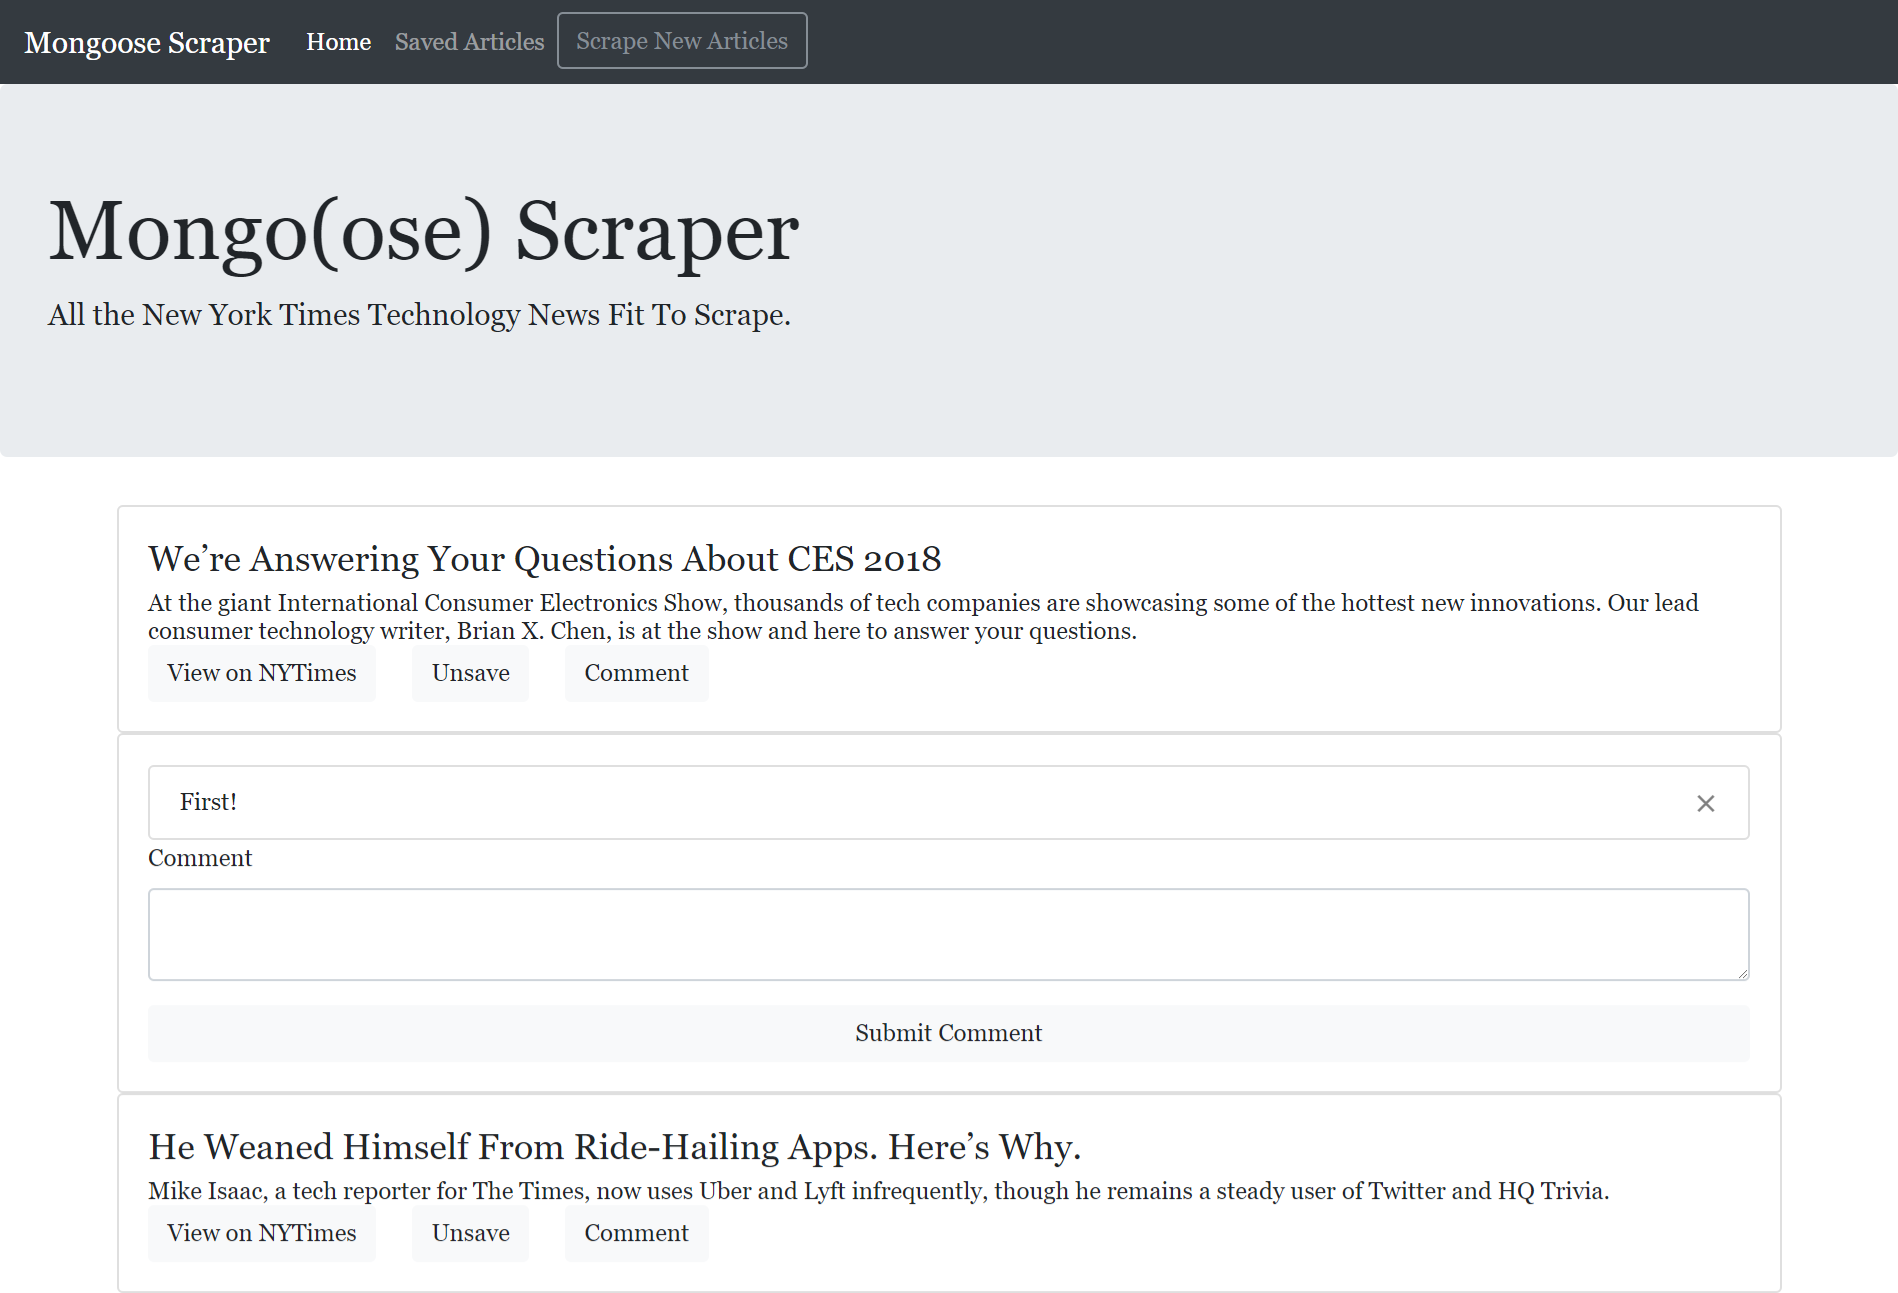 Mongoose Scraper Home Saved Articles Scrape New Articles
Mongo(ose) Scraper
All the New York Times Technology News Fit To Scrape.
We’re Answering Your Questions About CES 2018
At the giant International Consumer Electronics Show, thousands of tech companies are showcasing some of the hottest new innovations. Our lead
consumer technology writer, Brian X. Chen, is at the show and here to answer your questions.
View on NYTimes Unsave Comment
First!
Comment
Submit Comment
He Weaned Himself From Ride-Hailing Apps. Here’s Why.
Mike Isaac, a tech reporter for The Times, now uses Uber and Lyft infrequently, though he remains a steady user of Twitter and HQ Trivia.
View on NYTimes Unsave Comment